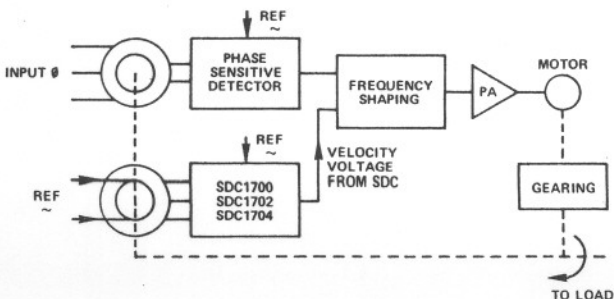 REF
~
INPUT ø
PHASE
SENSITIVE
DETECTOR
FREQUENCY
SHAPING
PA
MOTOR
REF
~
VELOCITY
VOLTAGE
FROM SDC
REF
~
SDC1700
SDC1702
SDC1704
GEARING
TO LOAD